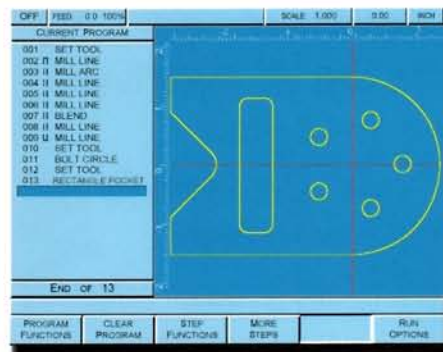 OFF FEED: 0.0 100% SCALE 1.000 0.00 INCH
CURRENT PROGRAM
001 SET TOOL
002 MILL LINE
003 MILL ARC
004 MILL LINE
005 MILL LINE
006 MILL LINE
007 BLEND
008 MILL LINE
009 MILL LINE
010 SET TOOL
011 BOLT CIRCLE
012 SET TOOL
013 RECTANGLE POCKET
END OF 13
PROGRAM FUNCTIONS
CLEAR PROGRAM
STEP FUNCTIONS
MORE STEPS
RUN OPTIONS